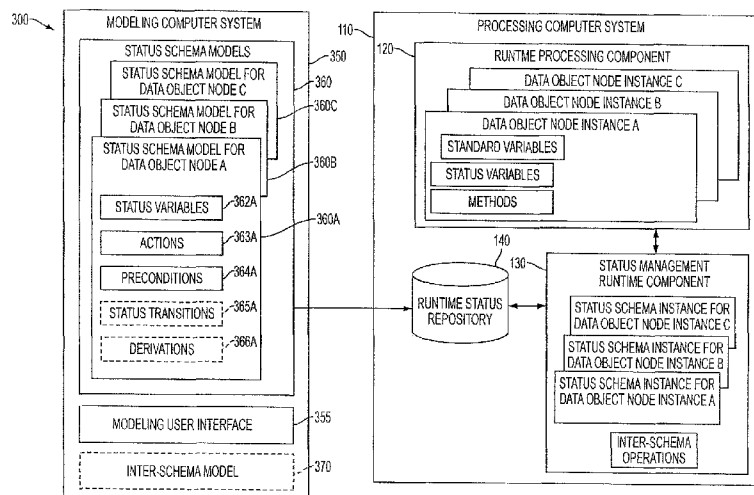 300
MODELING COMPUTER SYSTEM
STATUS SCHEMA MODELS
STATUS SCHEMA MODEL FOR
DATA OBJECT NODE C
STATUS SCHEMA MODEL FOR
DATA OBJECT NODE B
STATUS SCHEMA MODEL FOR
DATA OBJECT NODE A
STATUS VARIABLES
ACTIONS
PRECONDITIONS
STATUS TRANSITIONS
DERIVATIONS
350
360
360C
360B
362A
360A
363A
364A
365A
366A
MODELING USER INTERFACE
355
INTER-SCHEMA MODEL
370
110
PROCESSING COMPUTER SYSTEM
120
RUNTME PROCESSING COMPONENT
DATA OBJECT NODE INSTANCE C
DATA OBJECT NODE INSTANCE B
DATA OBJECT NODE INSTANCE A
STANDARD VARIABLES
STATUS VARIABLES
METHODS
140
RUNTIME STATUS
REPOSITORY
130
STATUS MANAGEMENT
RUNTIME COMPONENT
STATUS SCHEMA INSTANCE FOR
DATA OBJECT NODE INSTANCE C
STATUS SCHEMA INSTANCE FOR
DATA OBJECT NODE INSTANCE B
STATUS SCHEMA INSTANCE FOR
DATA OBJECT NODE INSTANCE A
INTER-SCHEMA
OPERATIONS